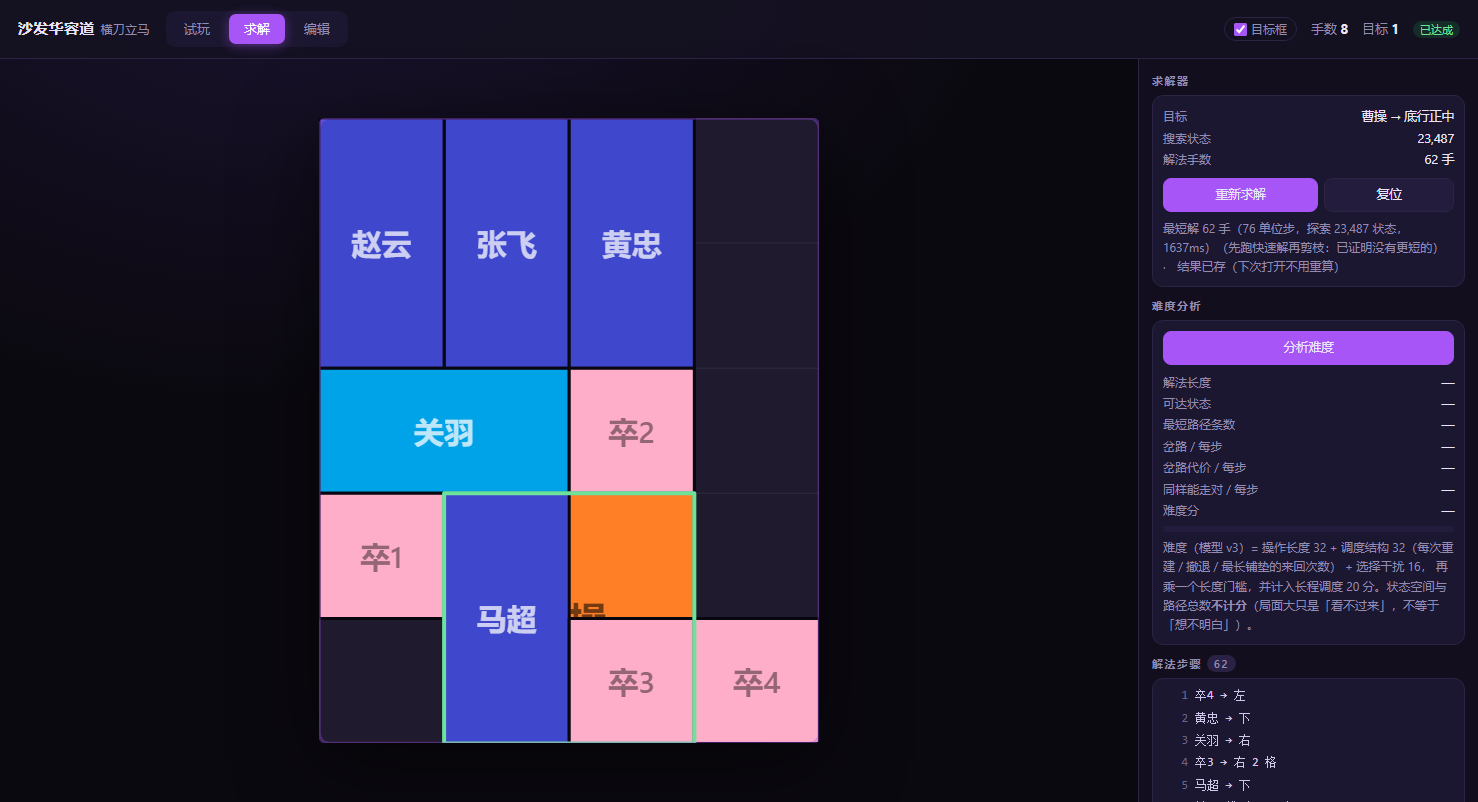 沙发华容道 横刀立马 试玩 求解 编辑 目标框 手数 8 目标 1 已达成
赵云 张飞 黄忠
关羽 卒2
卒1
马超 操
卒3 卒4
求解器
目标 曹操 → 底行正中
搜索状态 23,487
解法手数 62 手
重新求解 复位
最短解 62 手（76 单位步，探索 23,487 状态，
1637ms）（先跑快速解再剪枝：已证明没有更短的）
· 结果已存（下次打开不用重算）
难度分析
分析难度
解法长度 —
可达状态 —
最短路径条数 —
岔路 / 每步 —
岔路代价 / 每步 —
同样能走对 / 每步 —
难度分 —
难度（模型 v3）= 操作长度 32 + 调度结构 32（每次重
建 / 撤退 / 最长铺垫的来回次数） + 选择干扰 16， 再
乘一个长度门槛，并计入长程调度 20 分。状态空间与
路径总数不计分（局面大只是「看不过来」，不等于
「想不明白」）。
解法步骤 62
1 卒4 → 左
2 黄忠 → 下
3 关羽 → 右
4 卒3 → 右 2 格
5 马超 → 下